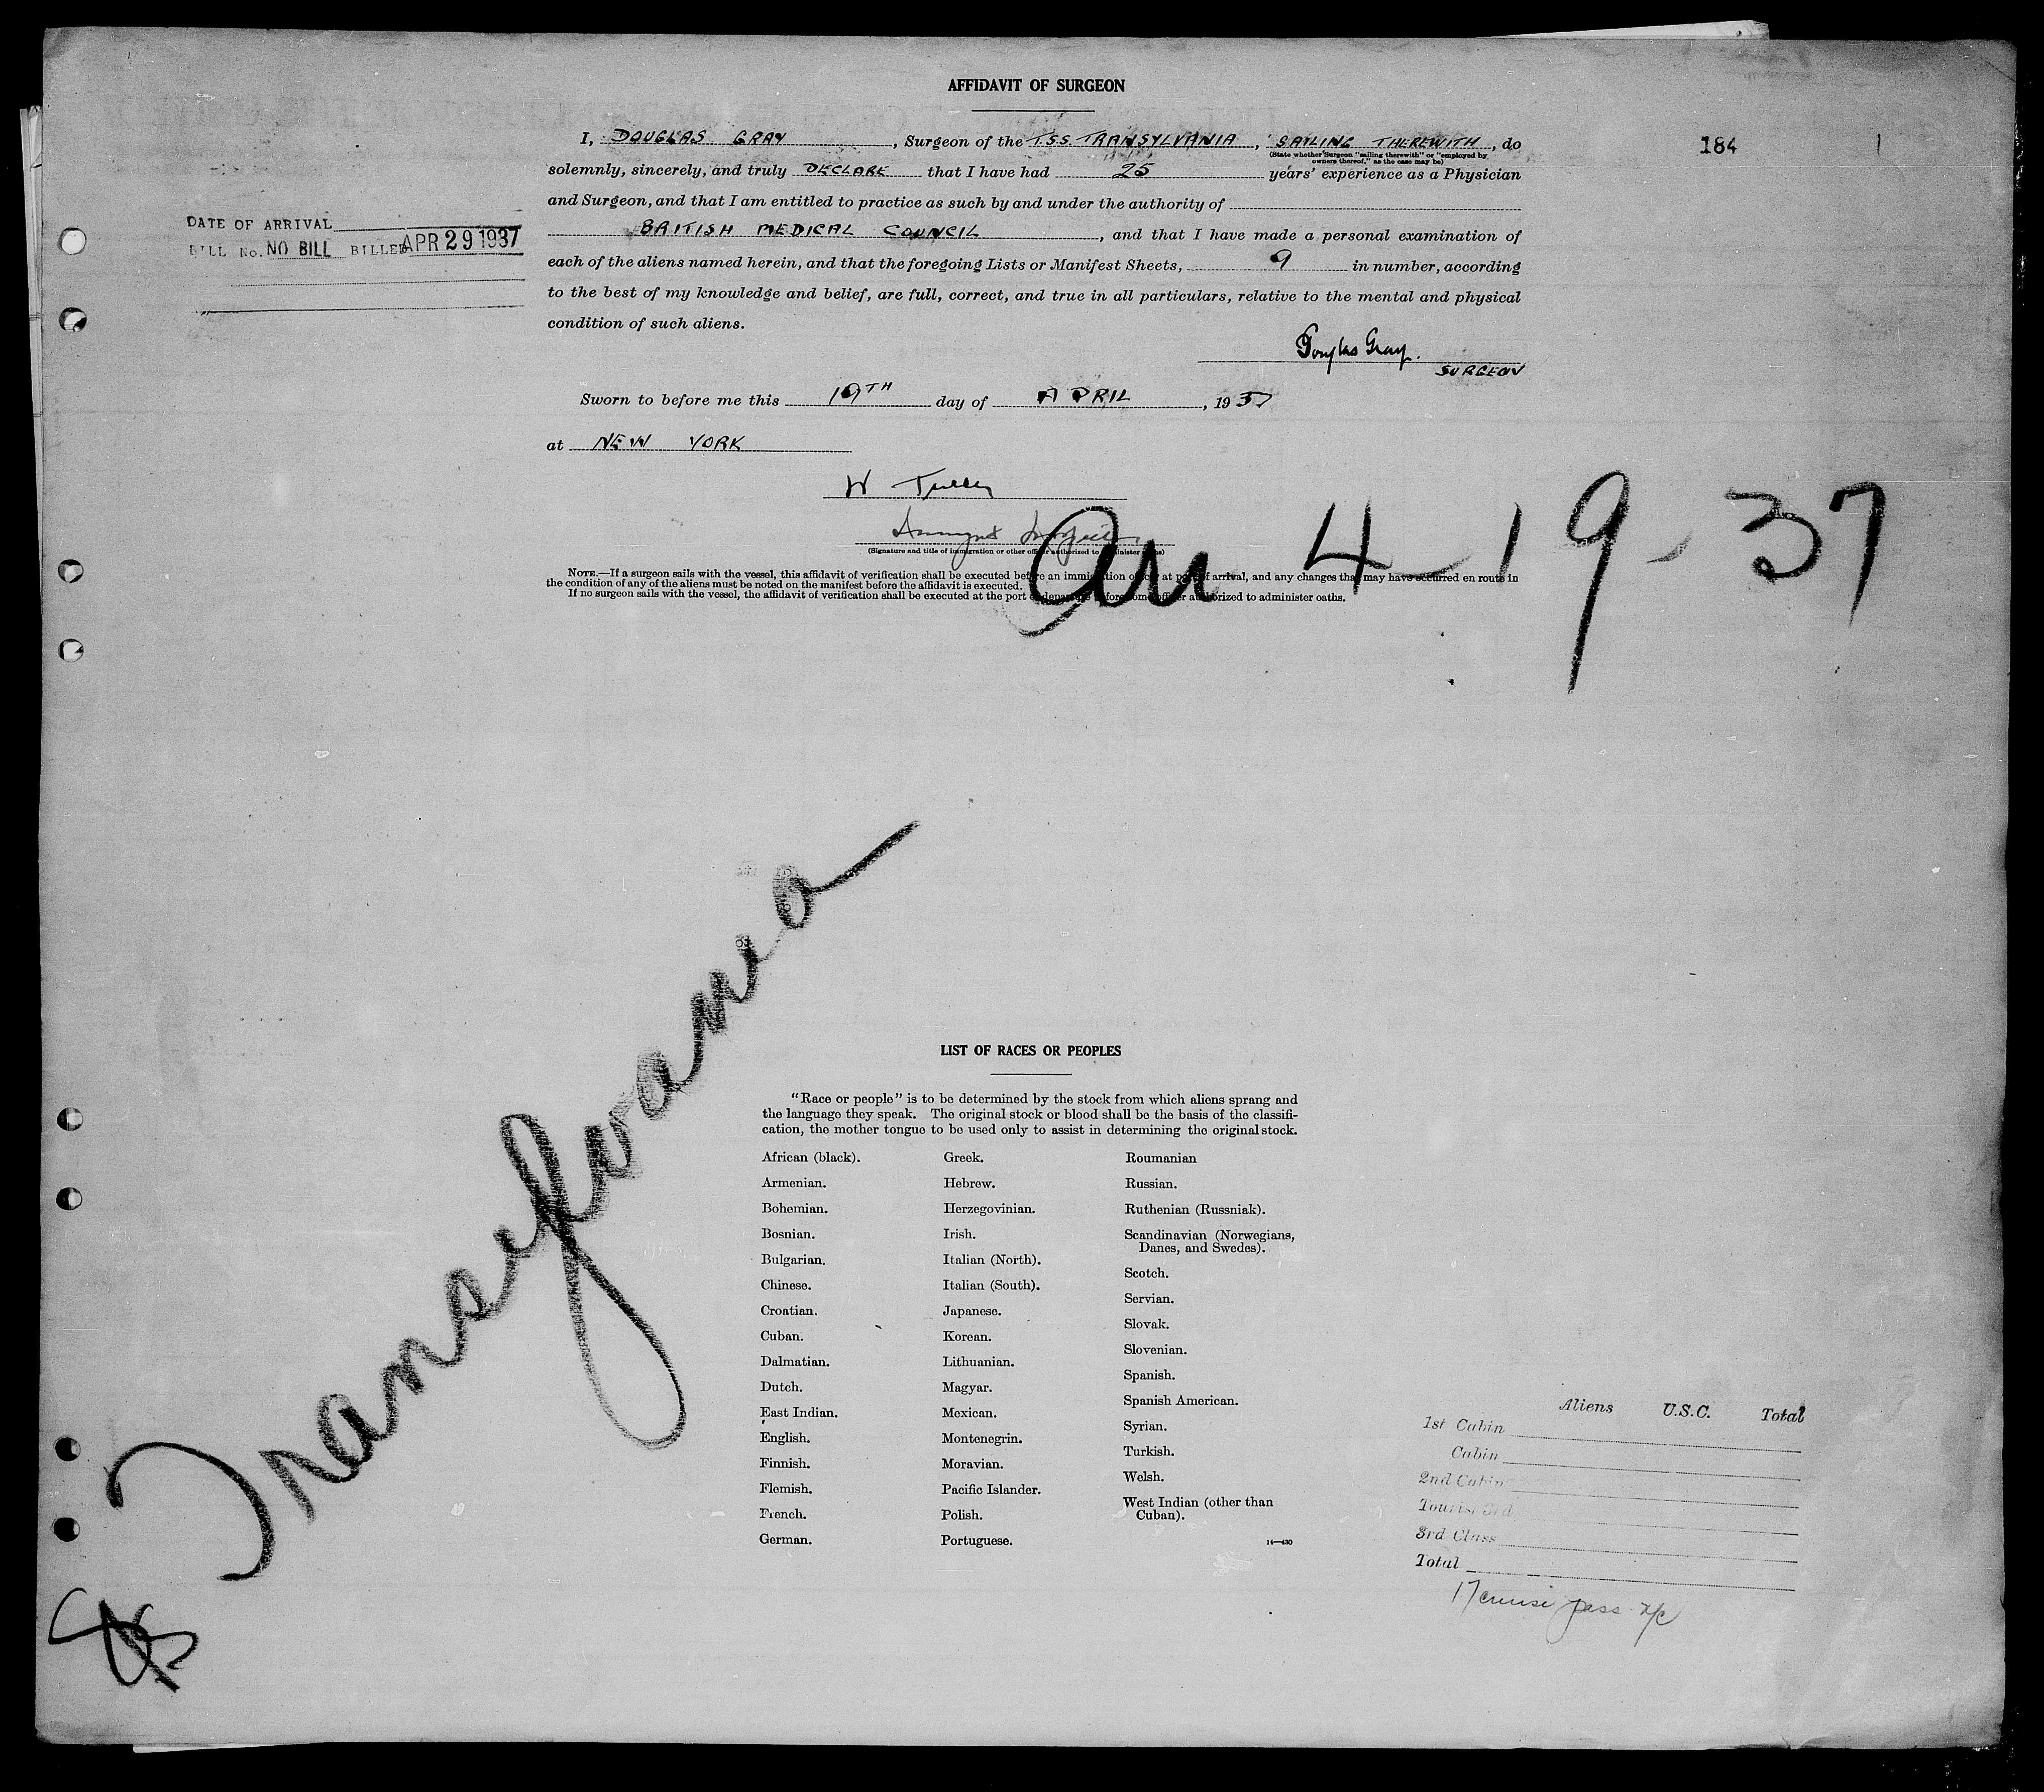 AFFIDAVIT OF SURGEON
I, DOUGLAS GRAY, Surgeon of the T.S.S. TRANSYLVANIA, SAILING THEREWITH, do
(State whether Surgeon "sailing therewith" or "employed by
owners thereof," as the case may be)
184
1
solemnly, sincerely, and truly DECLARE that I have had 25 years' experience as a Physician
and Surgeon, and that I am entitled to practice as such by and under the authority of
BRITISH MEDICAL COUNCIL, and that I have made a personal examination of
each of the aliens named herein, and that the foregoing Lists or Manifest Sheets, 9 in number, according
to the best of my knowledge and belief, are full, correct, and true in all particulars, relative to the mental and physical
condition of such aliens.
DATE OF ARRIVAL
BILL No. NO BILL BILLED APR 29 1937
Douglas Gray.
SURGEON
Sworn to before me this 19TH day of APRIL, 1937
at NEW YORK
W
(Signature and title of immigration or other officer authorized to administer oaths)
Arr 4-19-37
NOTE.—If a surgeon sails with the vessel, this affidavit of verification shall be executed before an immigration officer at port of arrival, and any changes that may have occurred en route in
the condition of any of the aliens must be noted on the manifest before the affidavit is executed.
If no surgeon sails with the vessel, the affidavit of verification shall be executed at the port of departure before some officer authorized to administer oaths.
Transylvania
LIST OF RACES OR PEOPLES
"Race or people" is to be determined by the stock from which aliens sprang and
the language they speak. The original stock or blood shall be the basis of the classifi-
cation, the mother tongue to be used only to assist in determining the original stock.
African (black).
Armenian.
Bohemian.
Bosnian.
Bulgarian.
Chinese.
Croatian.
Cuban.
Dalmatian.
Dutch.
East Indian.
English.
Finnish.
Flemish.
French.
German.
Greek.
Hebrew.
Herzegovinian.
Irish.
Italian (North).
Italian (South).
Japanese.
Korean.
Lithuanian.
Magyar.
Mexican.
Montenegrin.
Moravian.
Pacific Islander.
Polish.
Portuguese.
Roumanian
Russian.
Ruthenian (Russniak).
Scandinavian (Norwegians,
Danes, and Swedes).
Scotch.
Servian.
Slovak.
Slovenian.
Spanish.
Spanish American.
Syrian.
Turkish.
Welsh.
West Indian (other than
Cuban).
14—430
Aliens U.S.C. Total
1st Cabin
Cabin
2nd Cabin
Tourist 3rd
3rd Class
Total
17 cruise pass